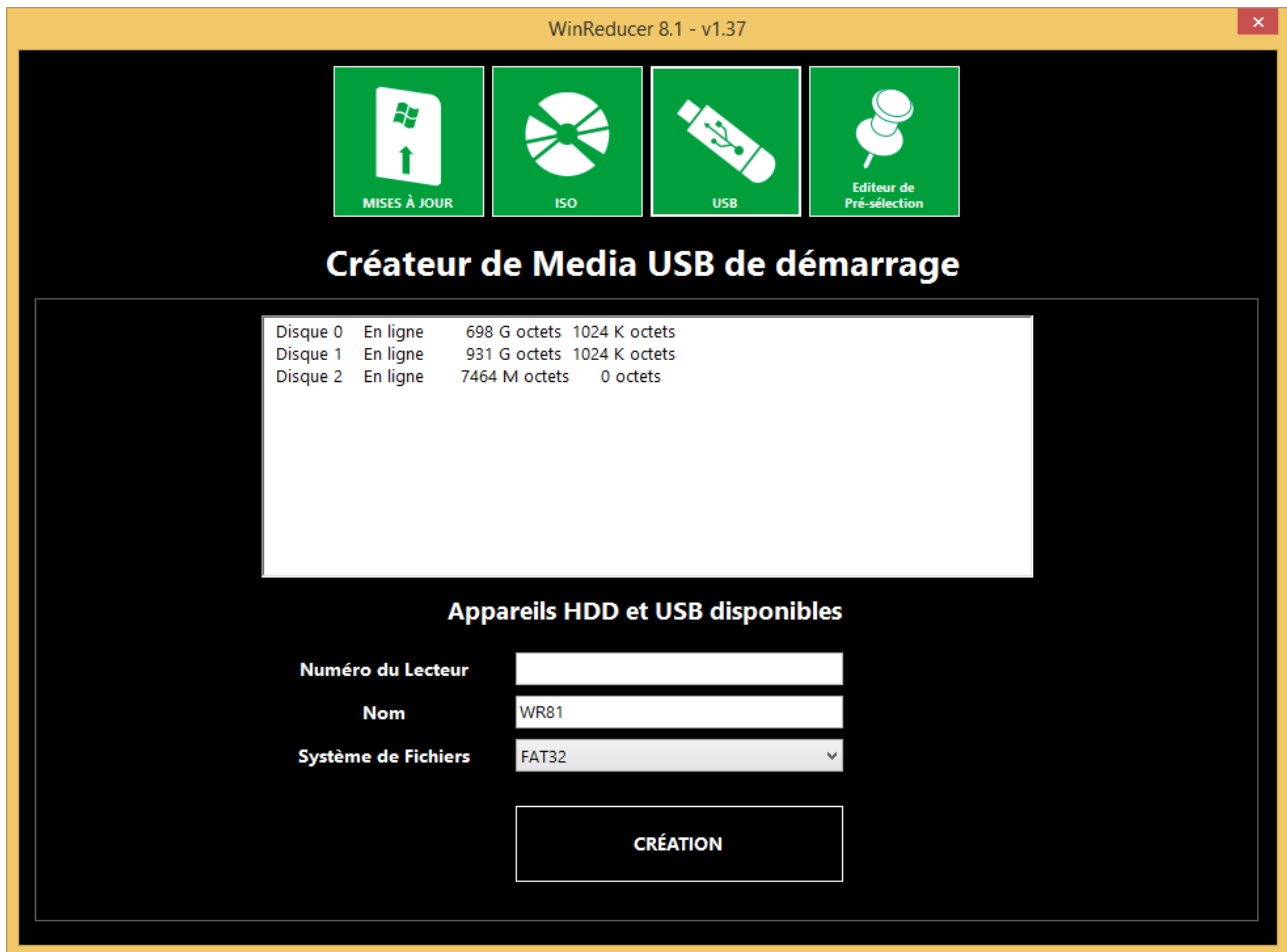 WinReducer 8.1 - v1.37
MISES À JOUR
ISO
USB
Editeur de
Pré-sélection
Créateur de Media USB de démarrage
Disque 0 En ligne 698 G octets 1024 K octets
Disque 1 En ligne 931 G octets 1024 K octets
Disque 2 En ligne 7464 M octets 0 octets
Appareils HDD et USB disponibles
Numéro du Lecteur
Nom WR81
Système de Fichiers FAT32
CRÉATION